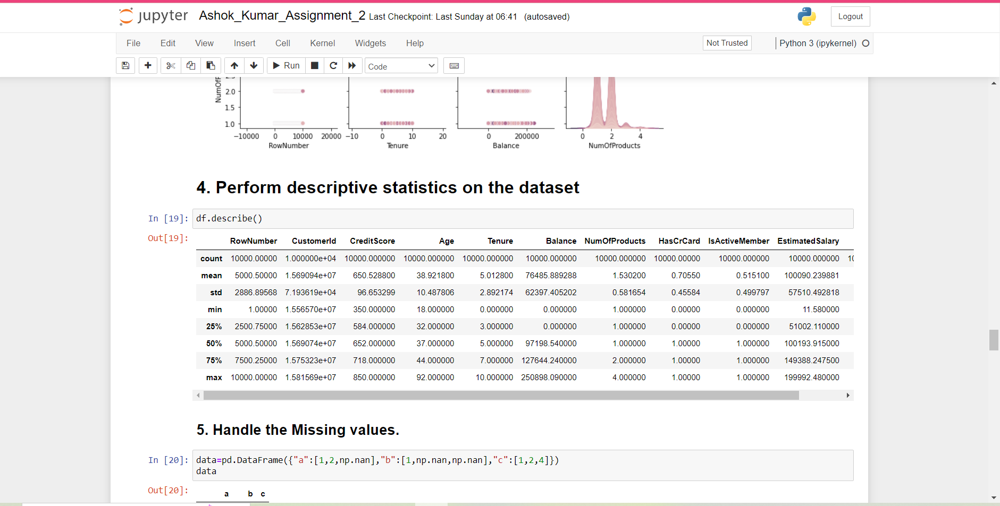 jupyter Ashok_Kumar_Assignment_2 Last Checkpoint: Last Sunday at 06:41 (autosaved) Logout
File Edit View Insert Cell Kernel Widgets Help Not Trusted Python 3 (ipykernel)
Run Code
2.0
1.5
1.0
−10000 0 10000 20000 −10 0 10 20 0 200000 0 2 4
RowNumber Tenure Balance NumOfProducts
4. Perform descriptive statistics on the dataset
In [19]: df.describe()
Out[19]:
RowNumber CustomerId CreditScore Age Tenure Balance NumOfProducts HasCrCard IsActiveMember EstimatedSalary
count 10000.00000 1.000000e+04 10000.000000 10000.000000 10000.000000 10000.000000 10000.000000 10000.00000 10000.000000 10000.000000 10
mean 5000.50000 1.569094e+07 650.528800 38.921800 5.012800 76485.889288 1.530200 0.70550 0.515100 100090.239881
std 2886.89568 7.193619e+04 96.653299 10.487806 2.892174 62397.405202 0.581654 0.45584 0.499797 57510.492818
min 1.00000 1.556570e+07 350.000000 18.000000 0.000000 0.000000 1.000000 0.00000 0.000000 11.580000
25% 2500.75000 1.562853e+07 584.000000 32.000000 3.000000 0.000000 1.000000 0.00000 0.000000 51002.110000
50% 5000.50000 1.569074e+07 652.000000 37.000000 5.000000 97198.540000 1.000000 1.00000 1.000000 100193.915000
75% 7500.25000 1.575323e+07 718.000000 44.000000 7.000000 127644.240000 2.000000 1.00000 1.000000 149388.247500
max 10000.00000 1.581569e+07 850.000000 92.000000 10.000000 250898.090000 4.000000 1.00000 1.000000 199992.480000
5. Handle the Missing values.
In [20]: data=pd.DataFrame({"a":[1,2,np.nan],"b":[1,np.nan,np.nan],"c":[1,2,4]})
data
Out[20]:
a b c